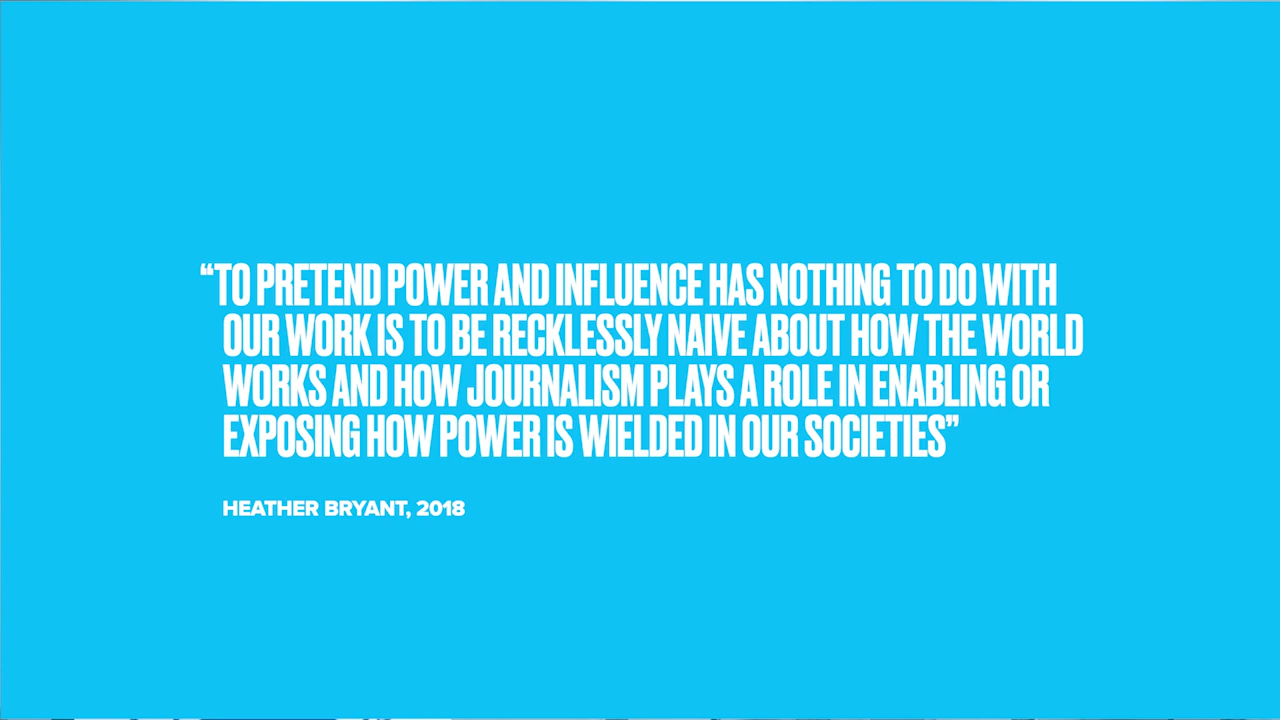 “TO PRETEND POWER AND INFLUENCE HAS NOTHING TO DO WITH
OUR WORK IS TO BE RECKLESSLY NAIVE ABOUT HOW THE WORLD
WORKS AND HOW JOURNALISM PLAYS A ROLE IN ENABLING OR
EXPOSING HOW POWER IS WIELDED IN OUR SOCIETIES”
HEATHER BRYANT, 2018